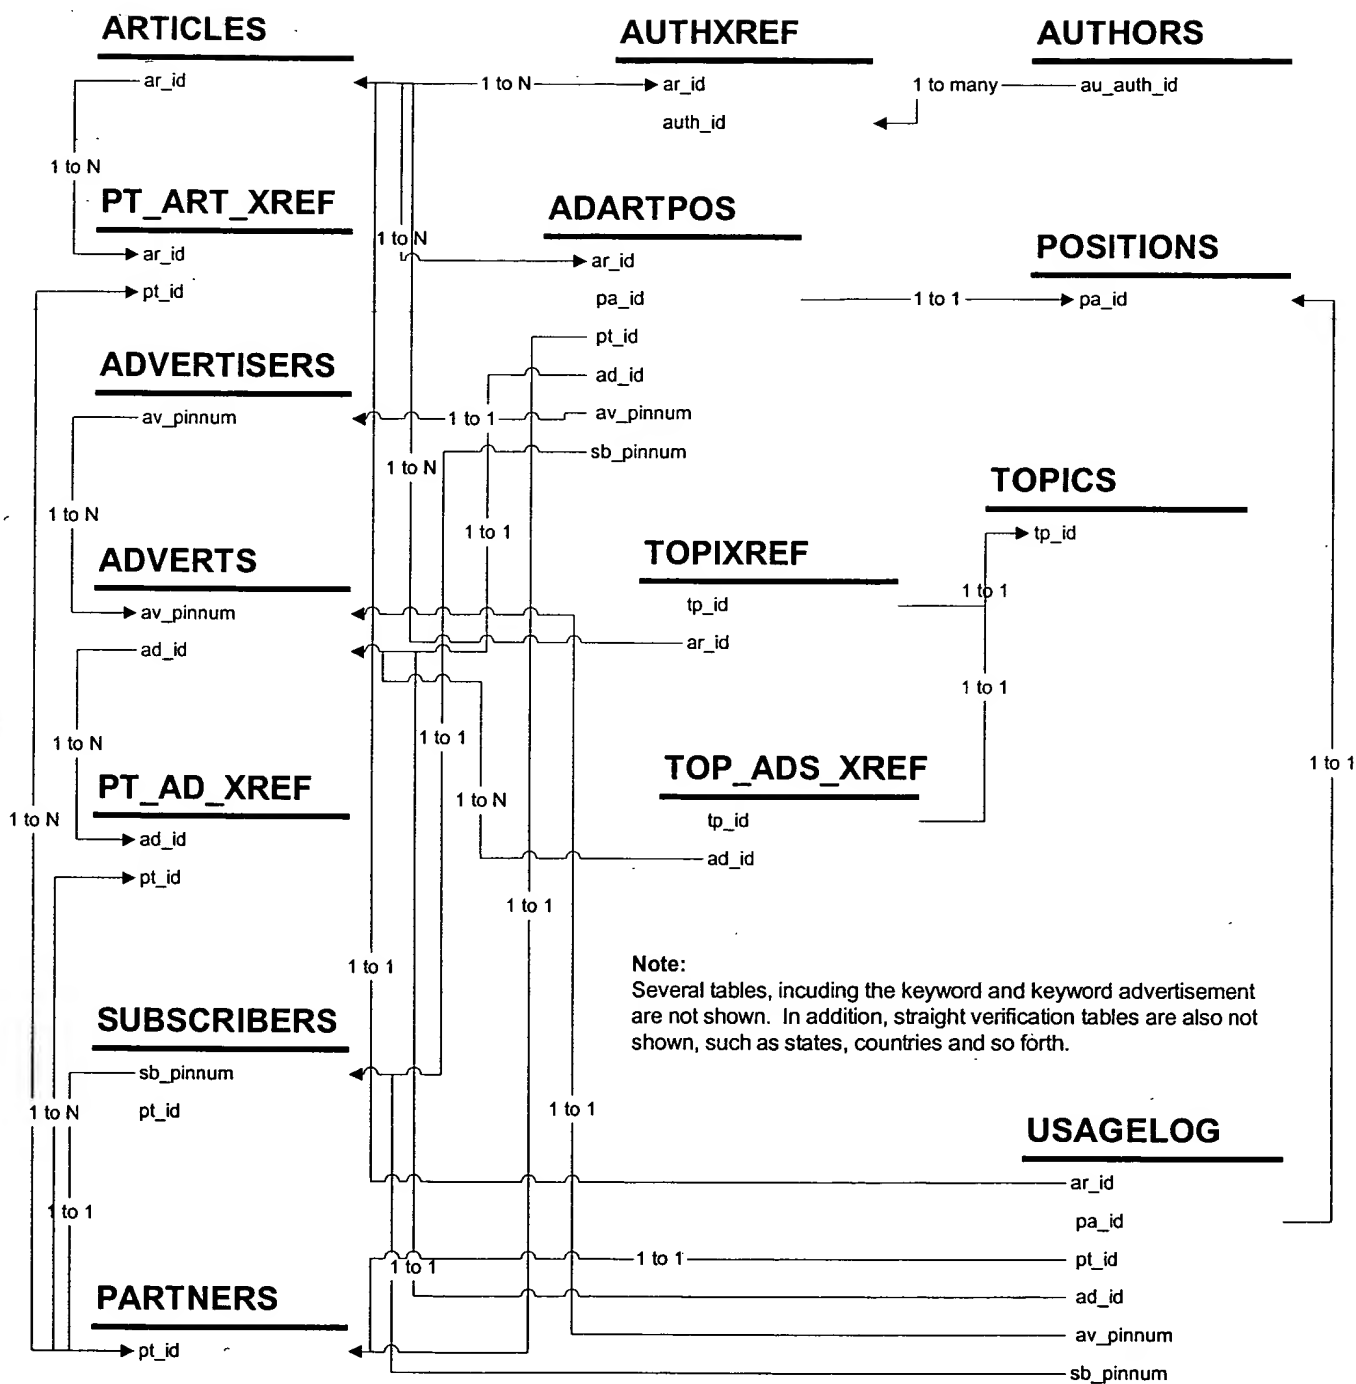 ARTICLES
ar_id
1 to N
AUTHXREF
ar_id
auth_id
AUTHORS
1 to many
au_auth_id
1 to N
PT_ART_XREF
ar_id
pt_id
1 to N
ADARTPOS
ar_id
pa_id
pt_id
ad_id
av_pinnum
sb_pinnum
POSITIONS
1 to 1
pa_id
ADVERTISERS
av_pinnum
1 to 1
1 to N
1 to N
1 to 1
TOPICS
tp_id
ADVERTS
av_pinnum
ad_id
TOPIXREF
tp_id
ar_id
1 to 1
1 to 1
1 to N
1 to 1
1 to 1
PT_AD_XREF
ad_id
pt_id
1 to N
1 to N
TOP_ADS_XREF
tp_id
ad_id
1 to 1
1 to 1
Note:
Several tables, incuding the keyword and keyword advertisement
are not shown. In addition, straight verification tables are also not
shown, such as states, countries and so forth.
SUBSCRIBERS
sb_pinnum
pt_id
1 to N
1 to 1
1 to 1
USAGELOG
ar_id
pa_id
pt_id
ad_id
av_pinnum
sb_pinnum
1 to 1
1 to 1
PARTNERS
pt_id